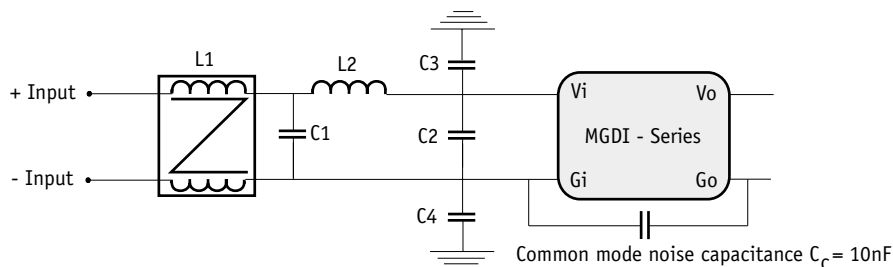 L1
L2
C3
+ Input
Vi
Vo
C1
C2
MGDI - Series
- Input
Gi
Go
C4
Common mode noise capacitance Cc = 10nF